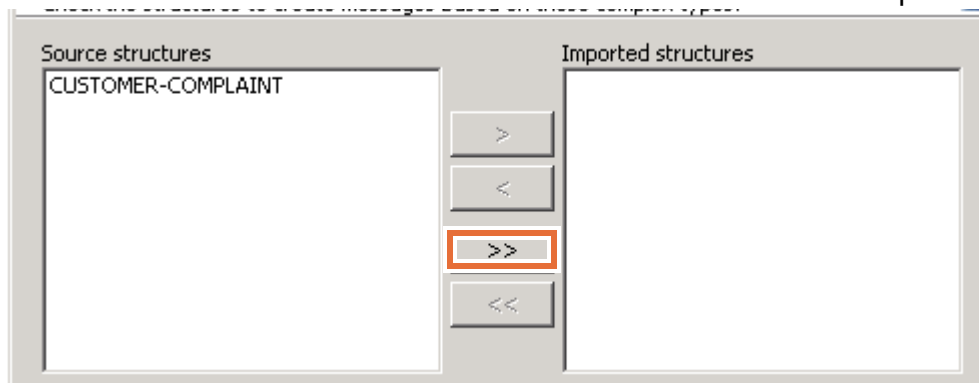 Source structures
Imported structures
CUSTOMER-COMPLAINT
>
<
>>
<<